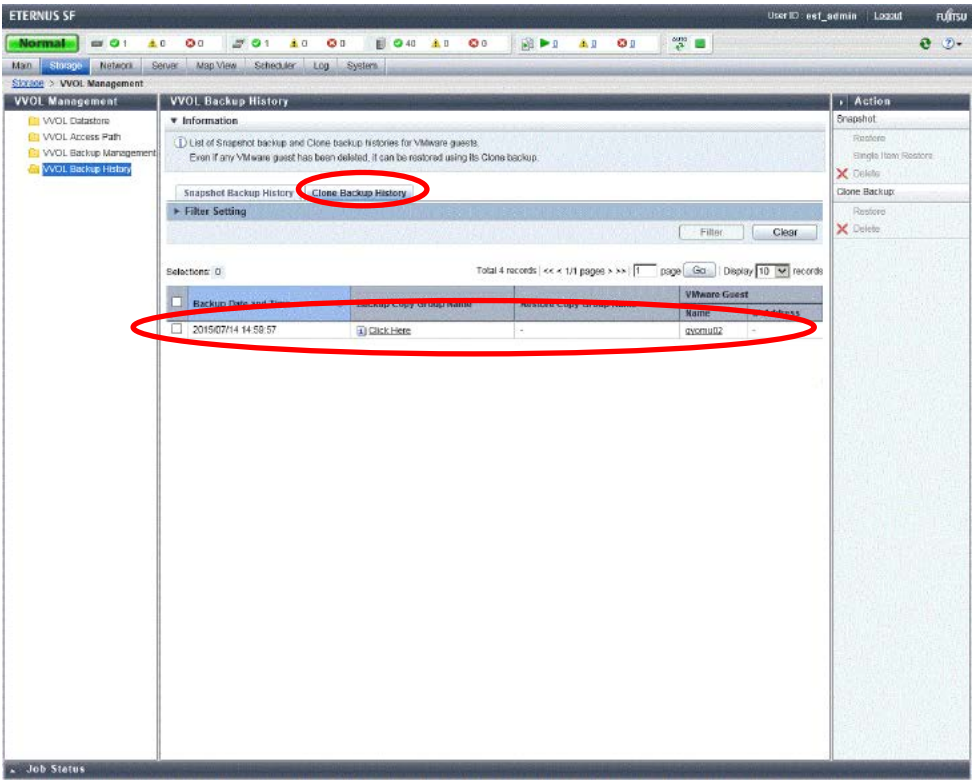 ETERNUS SF User ID: esf_admin Logout FUJITSU
Normal 1 0 0 1 0 0 40 0 0 0 0 0 AUTO
Main Storage Network Server Map View Scheduler Log System
Storage > VVOL Management
VVOL Management
VVOL Datastore
VVOL Access Path
VVOL Backup Management
VVOL Backup History
VVOL Backup History
Information
List of Snapshot backup and Clone backup histories for VMware guests.
Even if any VMware guest has been deleted, it can be restored using its Clone backup.
Snapshot Backup History Clone Backup History
Filter Setting
Filter Clear
Selections: 0 Total 4 records | << < 1/1 pages > >> | 1 page Go | Display 10 records
Backup Date and Time Backup Copy Group Name Restore Copy Group Name VMware Guest
Name Address
2015/07/14 14:59:57 Click Here - gyomu02 -
Action
Snapshot
Restore
Single Item Restore
Delete
Clone Backup
Restore
Delete
Job Status